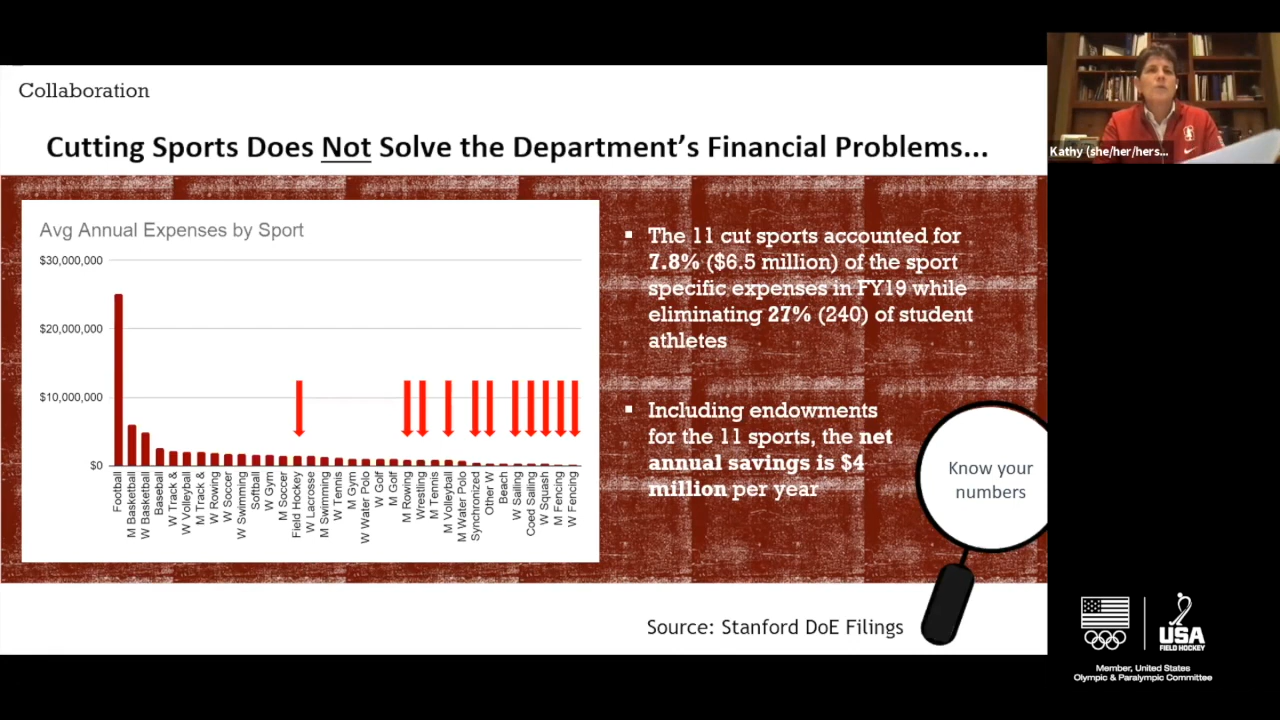 Collaboration
Cutting Sports Does Not Solve the Department's Financial Problems...
Avg Annual Expenses by Sport
$30,000,000
$20,000,000
$10,000,000
$0
Football
M Basketball
W Basketball
Baseball
W Track &
W Volleyball
M Track &
W Rowing
W Soccer
W Swimming
Softball
W Gym
M Soccer
Field Hockey
W Lacrosse
M Swimming
W Tennis
M Gym
W Water Polo
W Golf
M Golf
M Rowing
Wrestling
M Tennis
M Volleyball
M Water Polo
Synchronized
Other W
Beach
W Sailing
Coed Sailing
W Squash
M Fencing
W Fencing
▪ The 11 cut sports accounted for
7.8% ($6.5 million) of the sport
specific expenses in FY19 while
eliminating 27% (240) of student
athletes
▪ Including endowments
for the 11 sports, the net
annual savings is $4
million per year
Know your
numbers
Source: Stanford DoE Filings
Kathy (she/her/hers...
USA
FIELD HOCKEY
Member, United States
Olympic & Paralympic Committee